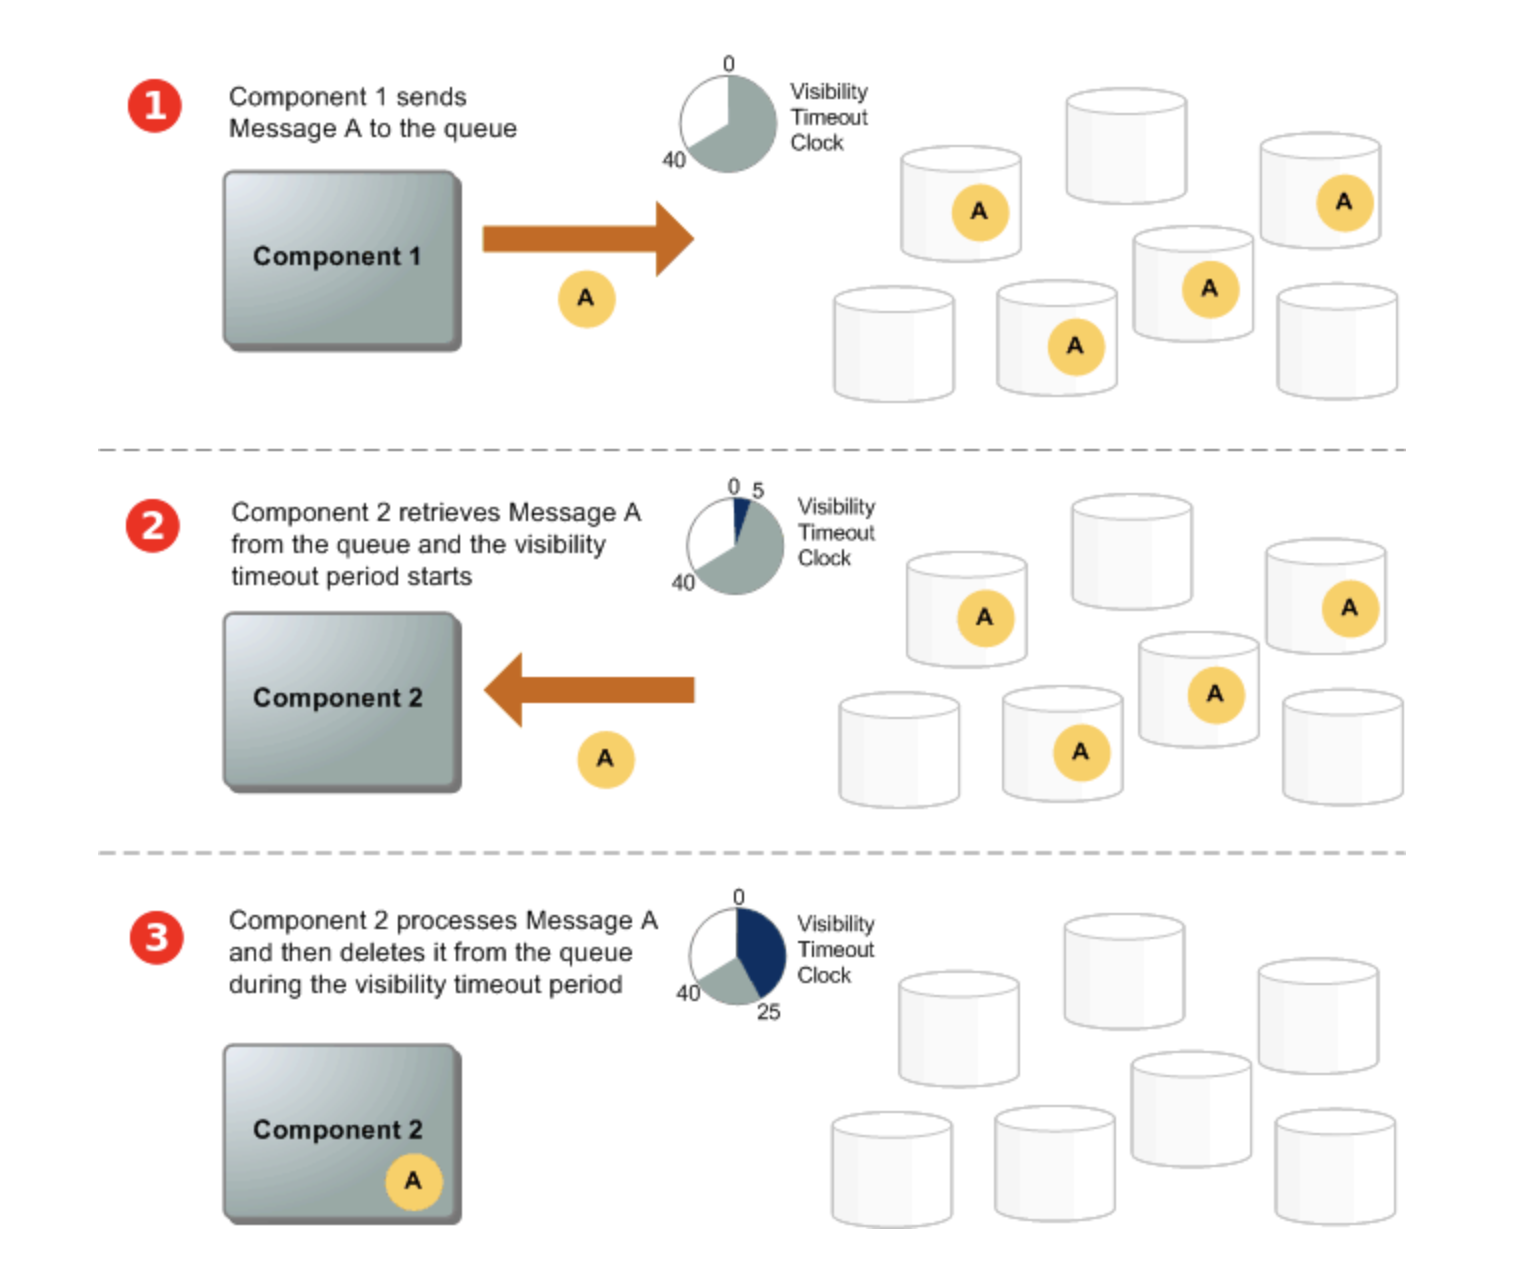 1
Component 1 sends
Message A to the queue
0
40
Visibility
Timeout
Clock
Component 1
A
A
A
A
A
2
Component 2 retrieves Message A
from the queue and the visibility
timeout period starts
0 5
40
Visibility
Timeout
Clock
Component 2
A
A
A
A
A
3
Component 2 processes Message A
and then deletes it from the queue
during the visibility timeout period
0
40
25
Visibility
Timeout
Clock
Component 2
A